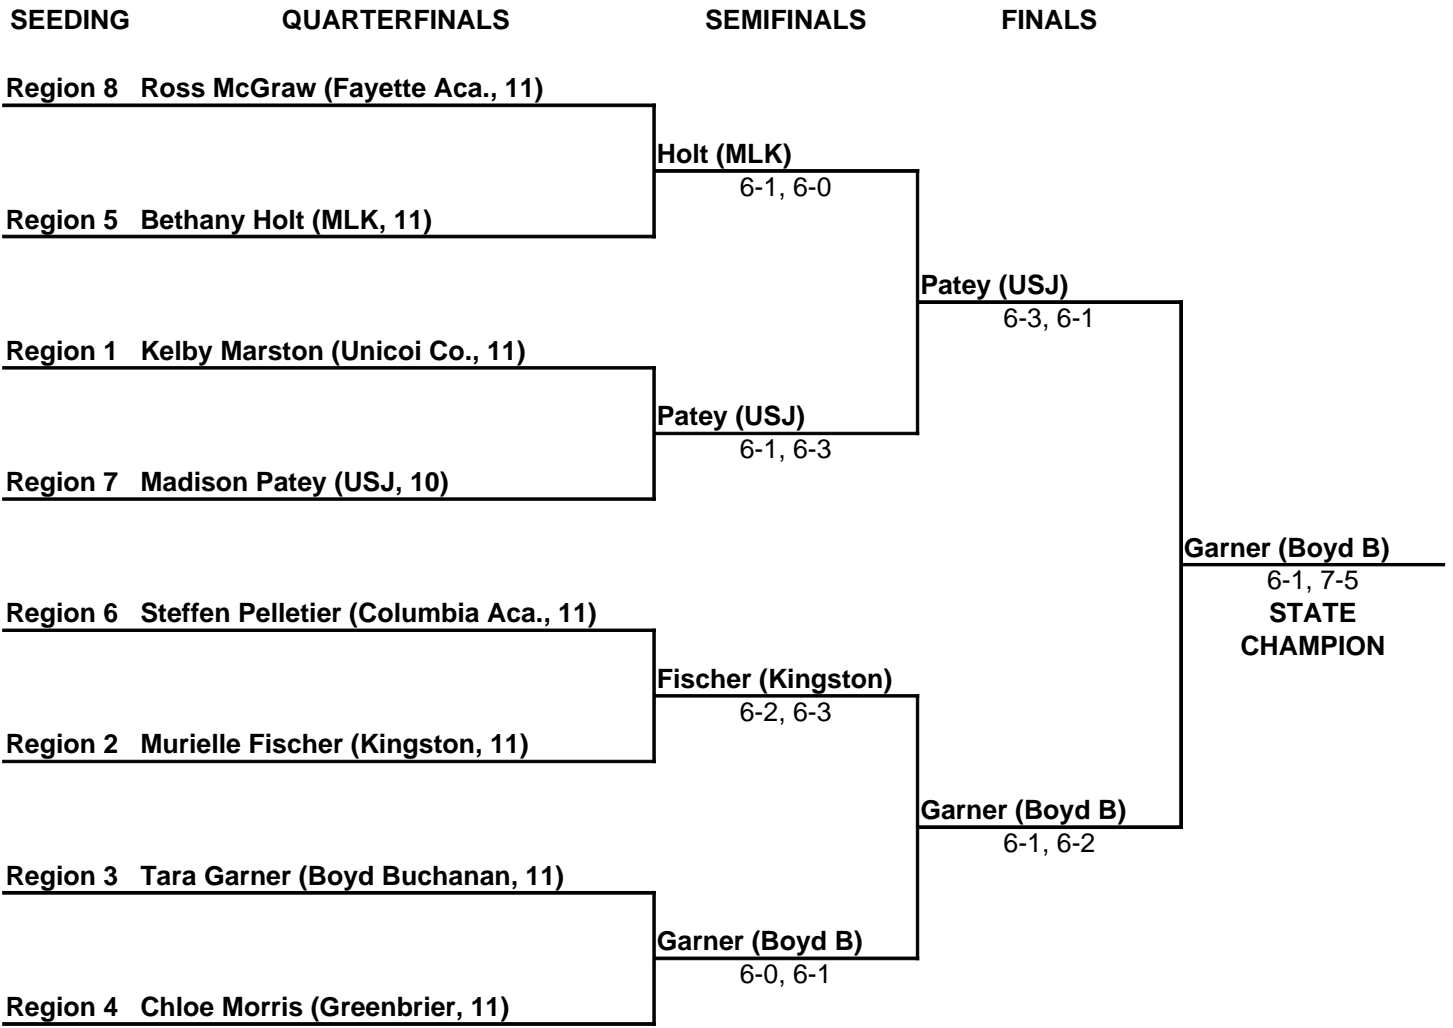 SEEDING QUARTERFINALS SEMIFINALS FINALS
Region 8 Ross McGraw (Fayette Aca., 11)
Holt (MLK)
6-1, 6-0
Region 5 Bethany Holt (MLK, 11)
Patey (USJ)
6-3, 6-1
Region 1 Kelby Marston (Unicoi Co., 11)
Patey (USJ)
6-1, 6-3
Region 7 Madison Patey (USJ, 10)
Garner (Boyd B)
6-1, 7-5
STATE
CHAMPION
Region 6 Steffen Pelletier (Columbia Aca., 11)
Fischer (Kingston)
6-2, 6-3
Region 2 Murielle Fischer (Kingston, 11)
Garner (Boyd B)
6-1, 6-2
Region 3 Tara Garner (Boyd Buchanan, 11)
Garner (Boyd B)
6-0, 6-1
Region 4 Chloe Morris (Greenbrier, 11)